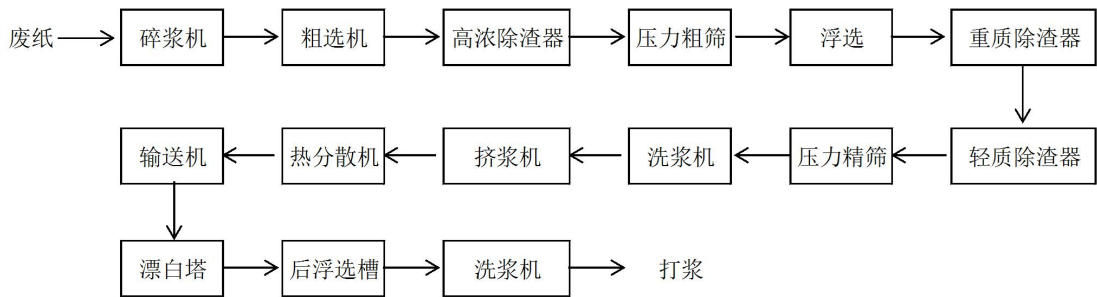 废纸 碎浆机 粗选机 高浓除渣器 压力粗筛 浮选 重质除渣器
输送机 热分散机 挤浆机 洗浆机 压力精筛 轻质除渣器
漂白塔 后浮选槽 洗浆机 打浆